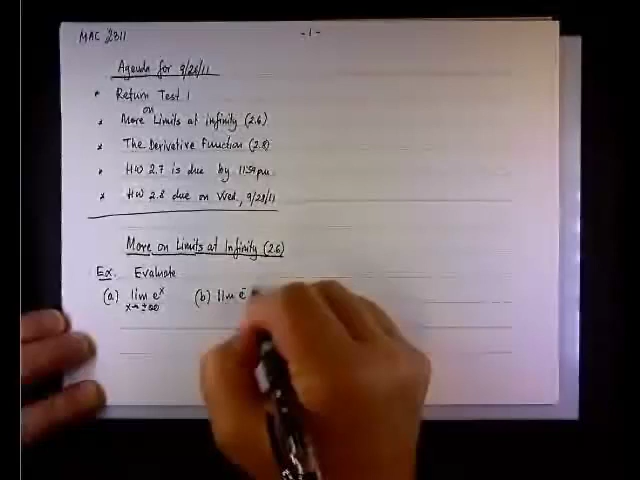 MAC 2311
- 1 -
Agenda for 9/26/11
* Return Test 1
* More on Limits at infinity (2.6)
* The Derivative Function (2.8)
* HW 2.7 is due by 11:59pm
* HW 2.8 due on Wed, 9/28/11
More on Limits at Infinity (2.6)
Ex. Evaluate
(a) lim e^x (b) lim e^-
x→±∞